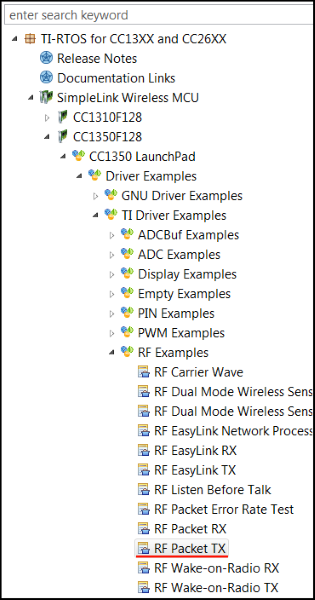 enter search keyword
TI-RTOS for CC13XX and CC26XX
Release Notes
Documentation Links
SimpleLink Wireless MCU
CC1310F128
CC1350F128
CC1350 LaunchPad
Driver Examples
GNU Driver Examples
TI Driver Examples
ADCBuf Examples
ADC Examples
Display Examples
Empty Examples
PIN Examples
PWM Examples
RF Examples
RF Carrier Wave
RF Dual Mode Wireless Sens
RF Dual Mode Wireless Sens
RF EasyLink Network Process
RF EasyLink RX
RF EasyLink TX
RF Listen Before Talk
RF Packet Error Rate Test
RF Packet RX
RF Packet TX
RF Wake-on-Radio RX
RF Wake-on-Radio TX